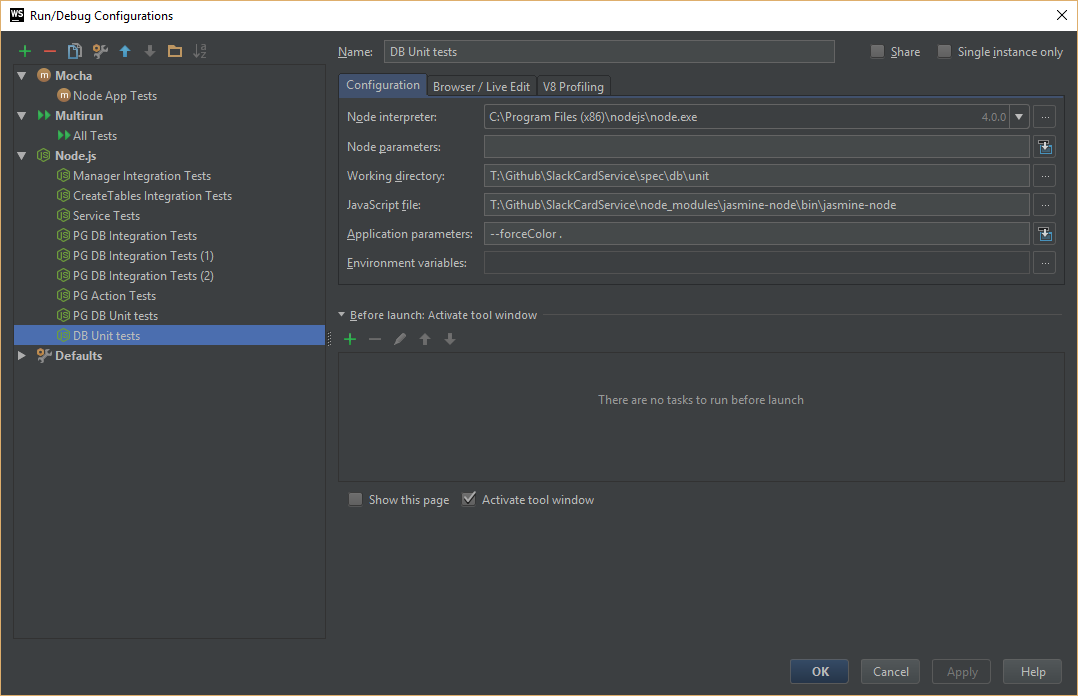 WS Run/Debug Configurations
Name: DB Unit tests Share Single instance only
m Mocha
m Node App Tests
Multirun
All Tests
Node.js
Manager Integration Tests
CreateTables Integration Tests
Service Tests
PG DB Integration Tests
PG DB Integration Tests (1)
PG DB Integration Tests (2)
PG Action Tests
PG DB Unit tests
DB Unit tests
Defaults
Configuration Browser / Live Edit V8 Profiling
Node interpreter: C:\Program Files (x86)\nodejs\node.exe 4.0.0 ...
Node parameters:
Working directory: T:\Github\SlackCardService\spec\db\unit ...
JavaScript file: T:\Github\SlackCardService\node_modules\jasmine-node\bin\jasmine-node ...
Application parameters: --forceColor .
Environment variables: ...
Before launch: Activate tool window
There are no tasks to run before launch
Show this page Activate tool window
OK Cancel Apply Help